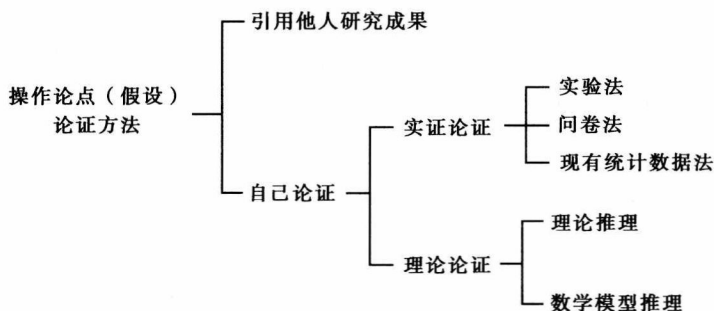 引用他人研究成果
操作论点（假设）
论证方法
实验法
实证论证
问卷法
现有统计数据法
自己论证
理论推理
理论论证
数学模型推理